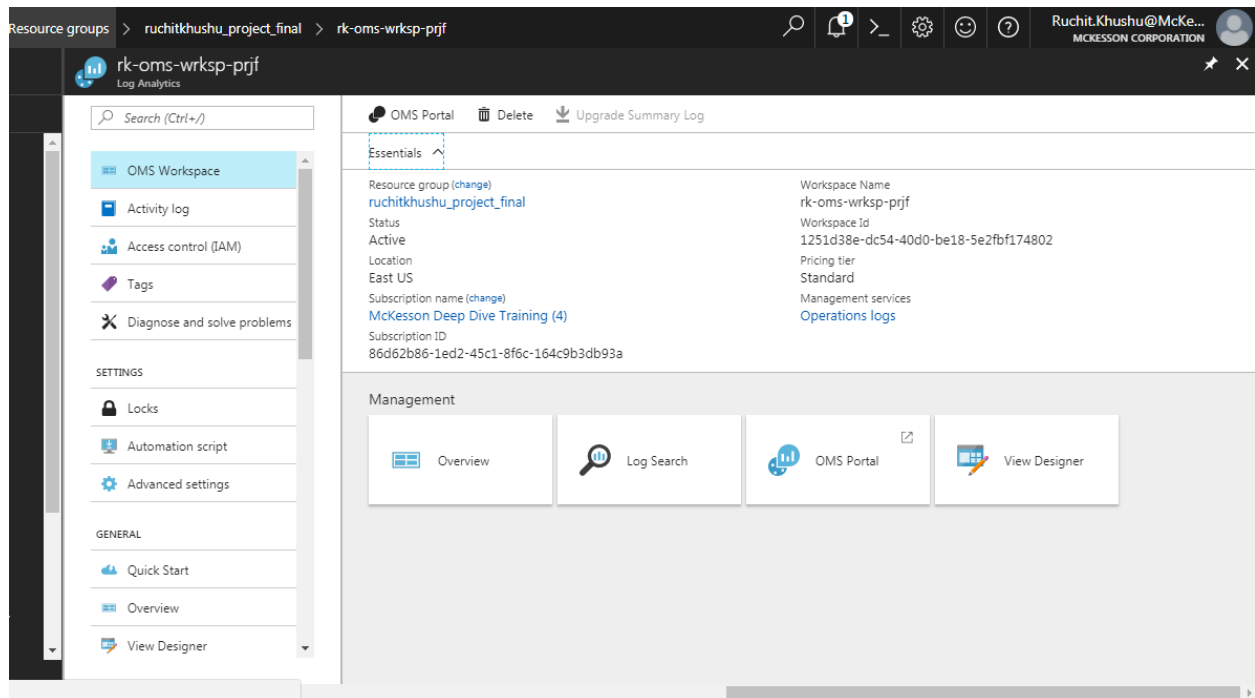 Resource groups > ruchitkhushu_project_final > rk-oms-wrksp-prjf
1
Ruchit.Khushu@McKe...
MCKESSON CORPORATION
rk-oms-wrksp-prjf
Log Analytics
Search (Ctrl+/)
OMS Workspace
Activity log
Access control (IAM)
Tags
Diagnose and solve problems
SETTINGS
Locks
Automation script
Advanced settings
GENERAL
Quick Start
Overview
View Designer
OMS Portal Delete Upgrade Summary Log
Essentials
Resource group (change)
ruchitkhushu_project_final
Status
Active
Location
East US
Subscription name (change)
McKesson Deep Dive Training (4)
Subscription ID
86d62b86-1ed2-45c1-8f6c-164c9b3db93a
Workspace Name
rk-oms-wrksp-prjf
Workspace Id
1251d38e-dc54-40d0-be18-5e2fbf174802
Pricing tier
Standard
Management services
Operations logs
Management
Overview
Log Search
OMS Portal
View Designer